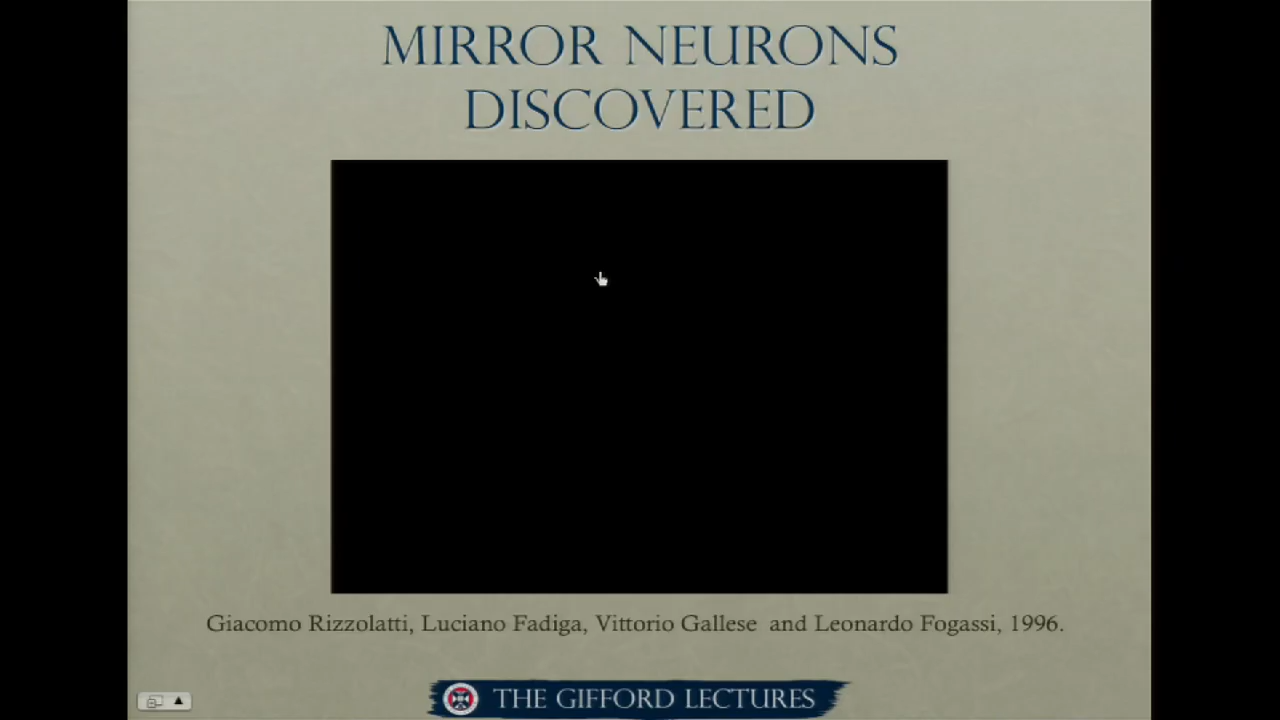 MIRROR NEURONS
DISCOVERED
Giacomo Rizzolatti, Luciano Fadiga, Vittorio Gallese and Leonardo Fogassi, 1996.
THE GIFFORD LECTURES